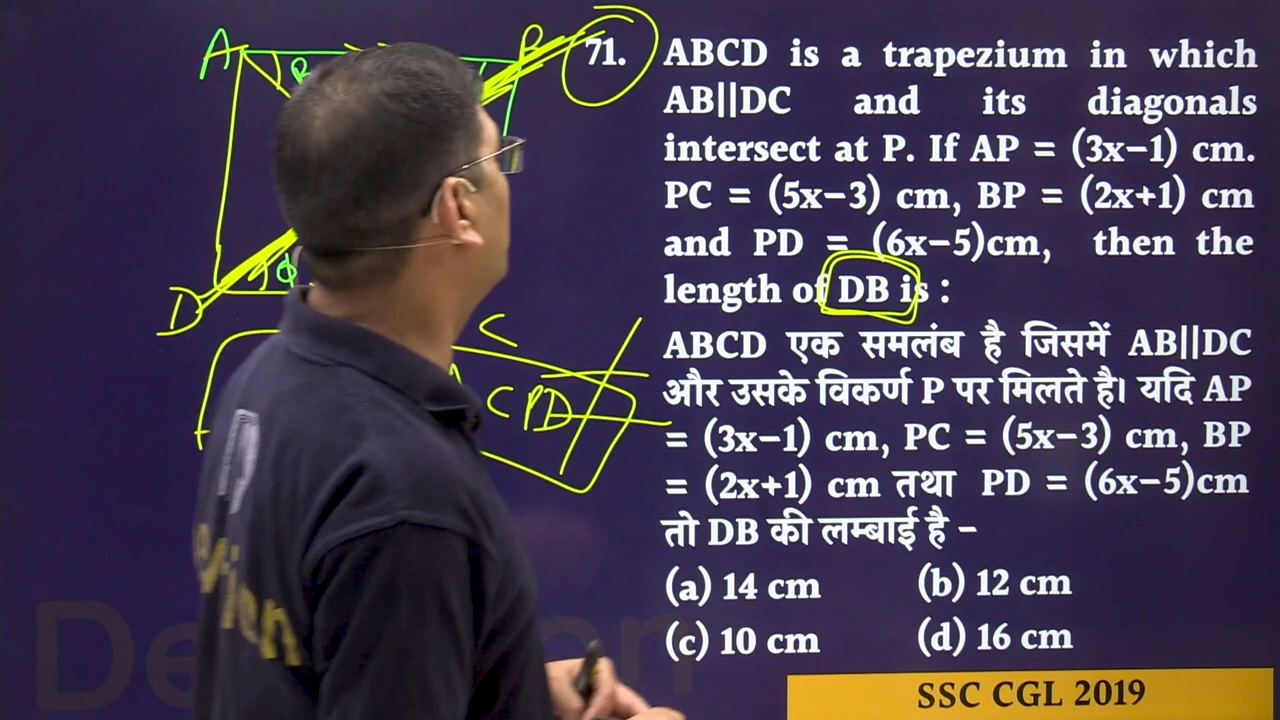 A
B
71. ABCD is a trapezium in which
AB||DC and its diagonals
intersect at P. If AP = (3x−1) cm.
PC = (5x−3) cm, BP = (2x+1) cm
and PD = (6x−5)cm, then the
length of DB is :
D
C
CPD
ABCD एक समलंब है जिसमें AB||DC
और उसके विकर्ण P पर मिलते है। यदि AP
= (3x−1) cm, PC = (5x−3) cm, BP
= (2x+1) cm तथा PD = (6x−5)cm
तो DB की लम्बाई है −
(a) 14 cm (b) 12 cm
(c) 10 cm (d) 16 cm
SSC CGL 2019